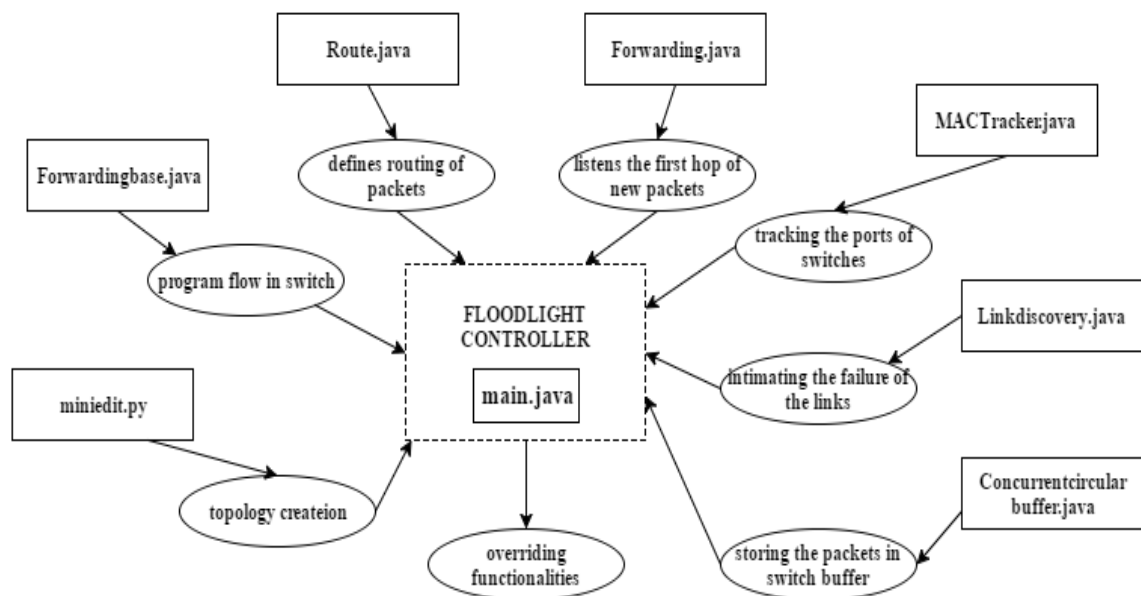 Route.java
Forwarding.java
MACTracker.java
Forwardingbase.java
defines routing of
packets
listens the first hop of
new packets
tracking the ports of
switches
program flow in switch
FLOODLIGHT
CONTROLLER
main.java
Linkdiscovery.java
intimating the failure of
the links
miniedit.py
topology createion
overriding
functionalities
Concurrentcircular
buffer.java
storing the packets in
switch buffer